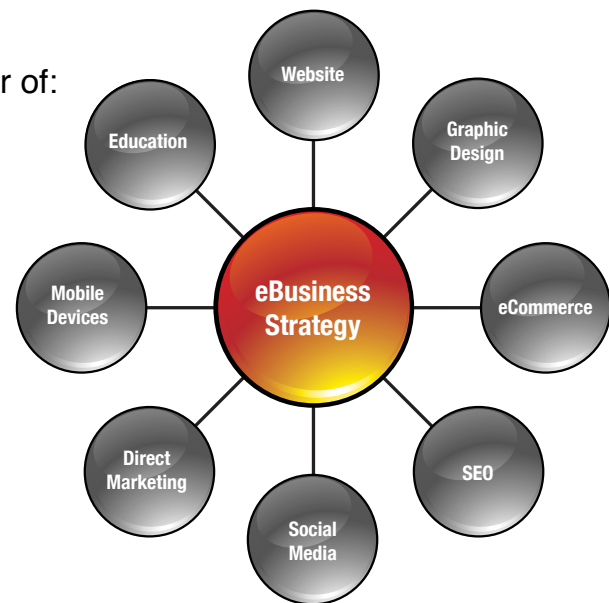 r of:
Website
Graphic
Design
Education
eBusiness
Strategy
Mobile
Devices
eCommerce
Direct
Marketing
SEO
Social
Media